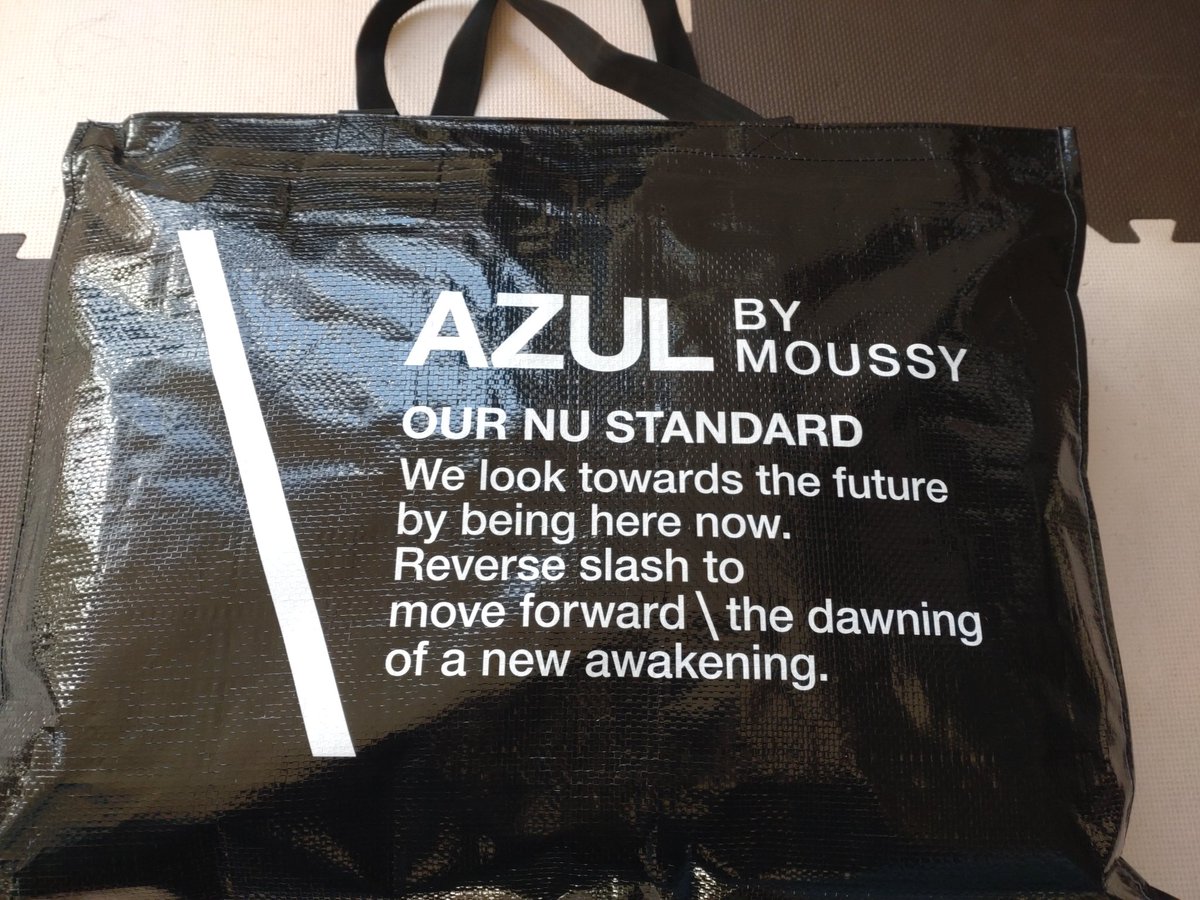 AZUL BY MOUSSY
OUR NU STANDARD
We look towards the future
by being here now.
Reverse slash to
move forward \ the dawning
of a new awakening.